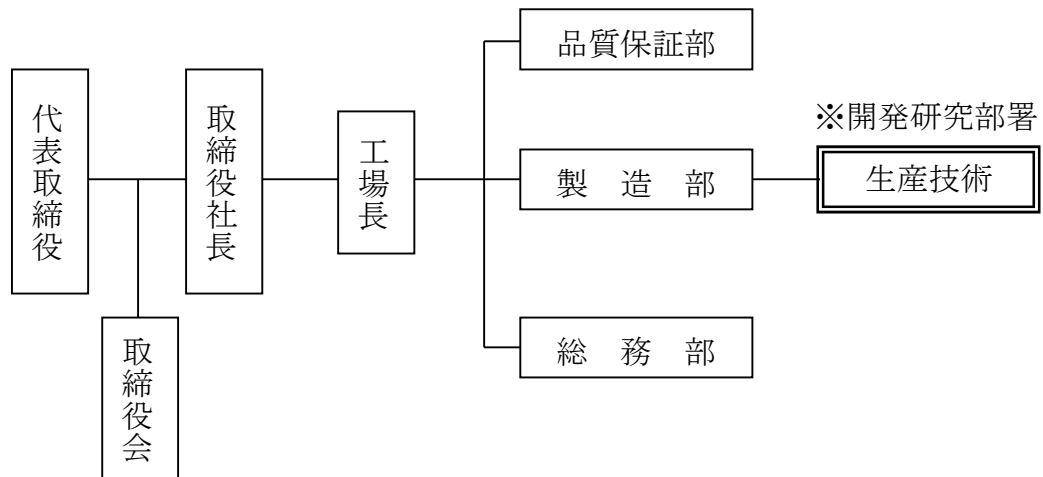 代表取締役
取締役会
取締役社長
工場長
品質保証部
製　造　部
総　務　部
※開発研究部署
生産技術